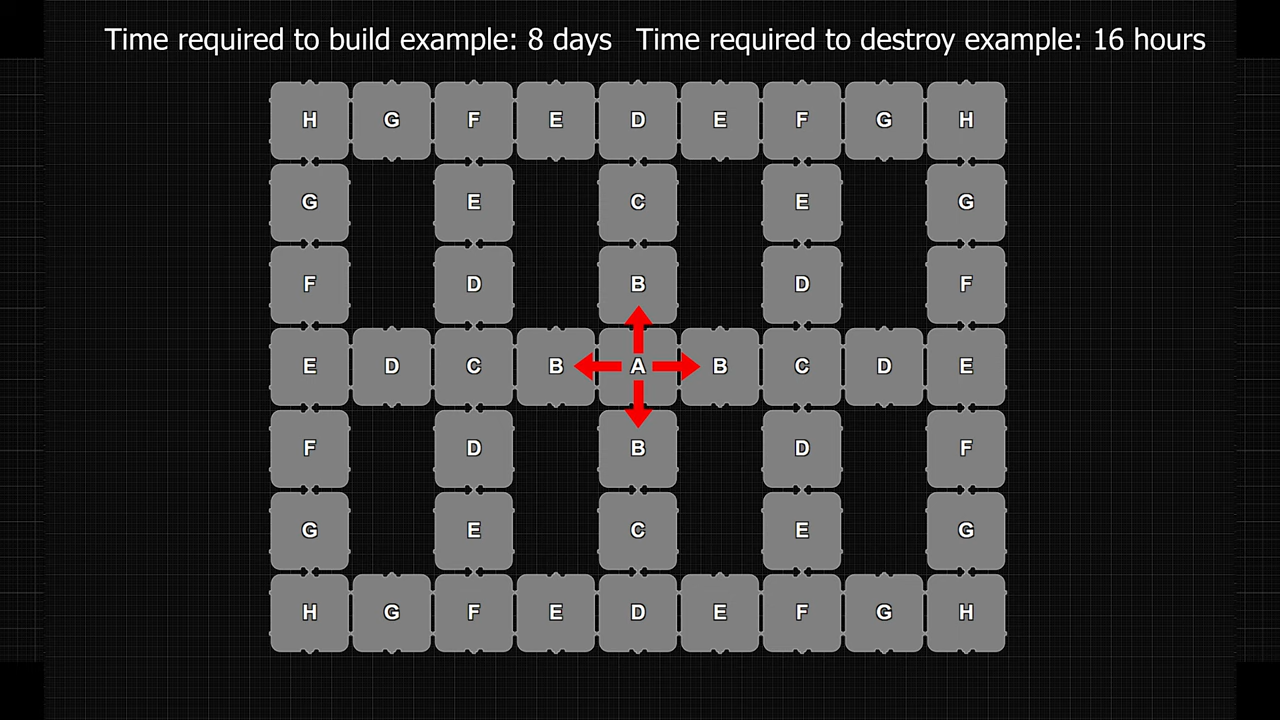 Time required to build example: 8 days Time required to destroy example: 16 hours
H G F E D E F G H
G E C E G
F D B D F
E D C B A B C D E
F D B D F
G E C E G
H G F E D E F G H